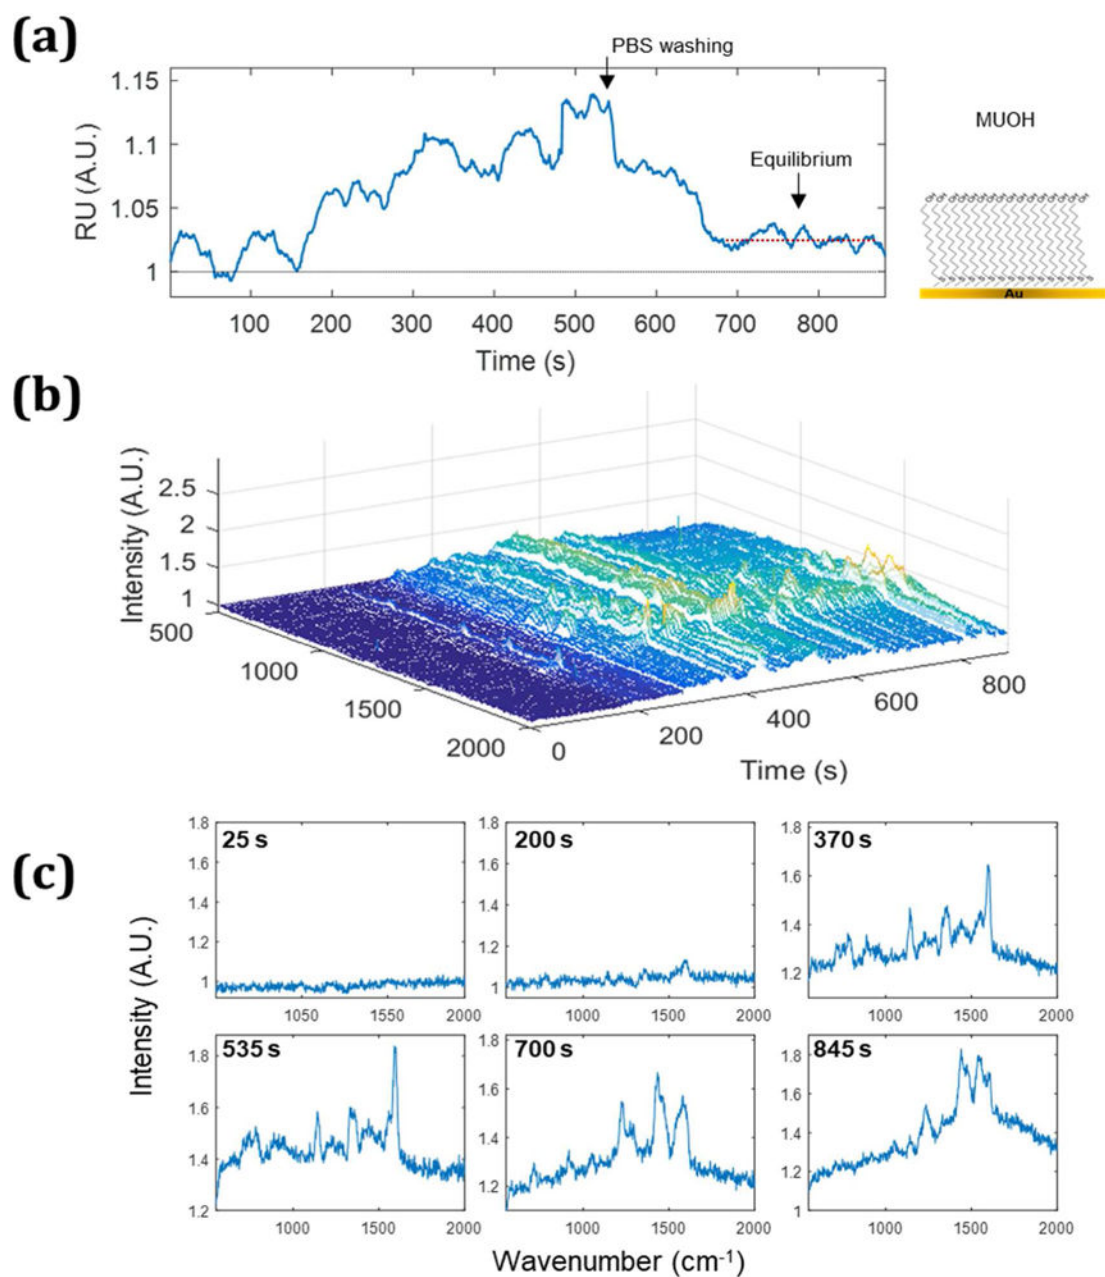 (a)
PBS washing
1.15
1.1
1.05
1
RU (A.U.)
Equilibrium
100 200 300 400 500 600 700 800
Time (s)
MUOH
Au
(b)
Intensity (A.U.)
2.5
2
1.5
1
500
1000
1500
2000
0
200
400
600
800
Time (s)
(c)
Intensity (A.U.)
25 s
1.8
1.6
1.4
1.2
1
1050 1550 2000
200 s
1.8
1.6
1.4
1.2
1
1000 1500 2000
370 s
1.8
1.6
1.4
1.2
1000 1500 2000
535 s
1.8
1.6
1.4
1.2
1000 1500 2000
700 s
1.8
1.6
1.4
1.2
1000 1500 2000
845 s
1.8
1.6
1.4
1.2
1
1000 1500 2000
Wavenumber (cm-1)